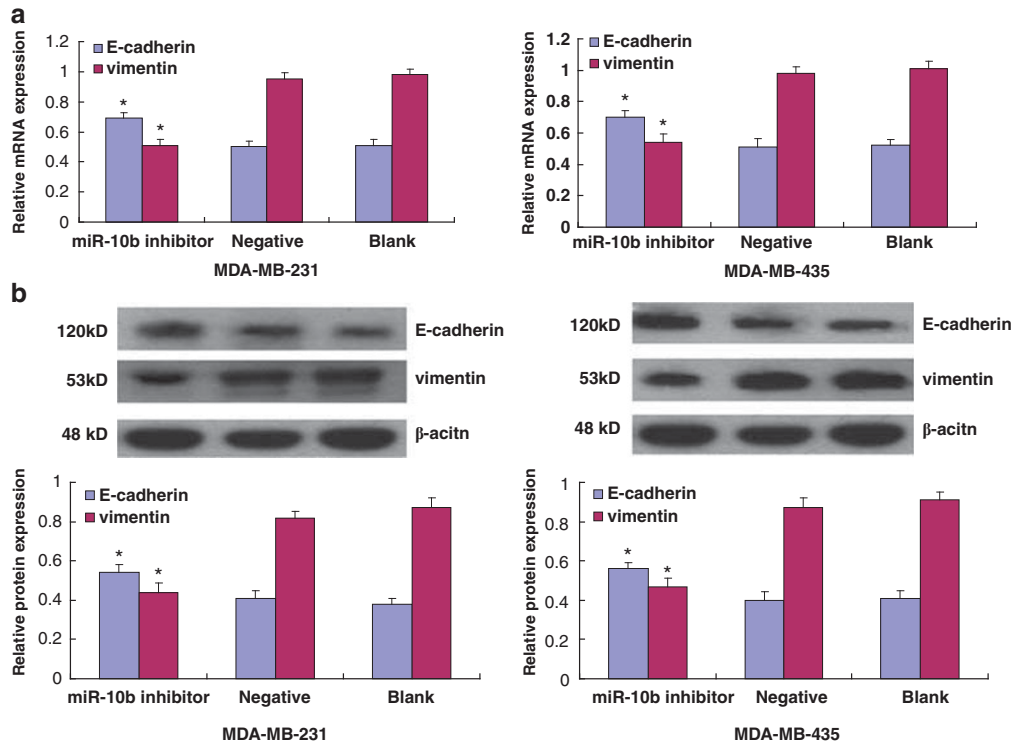 a
1.2
1
0.8
0.6
0.4
0.2
0
Relative mRNA expression
E-cadherin
vimentin
*
*
miR-10b inhibitor Negative Blank
MDA-MB-231
1.2
1
0.8
0.6
0.4
0.2
0
Relative mRNA expression
E-cadherin
vimentin
*
*
miR-10b inhibitor Negative Blank
MDA-MB-435
b
120kD E-cadherin
53kD vimentin
48 kD β-acitn
120kD E-cadherin
53kD vimentin
48 kD β-acitn
1
0.8
0.6
0.4
0.2
0
Relative protein expression
E-cadherin
vimentin
*
*
miR-10b inhibitor Negative Blank
MDA-MB-231
1
0.8
0.6
0.4
0.2
0
Relative protein expression
E-cadherin
vimentin
*
*
miR-10b inhibitor Negative Blank
MDA-MB-435